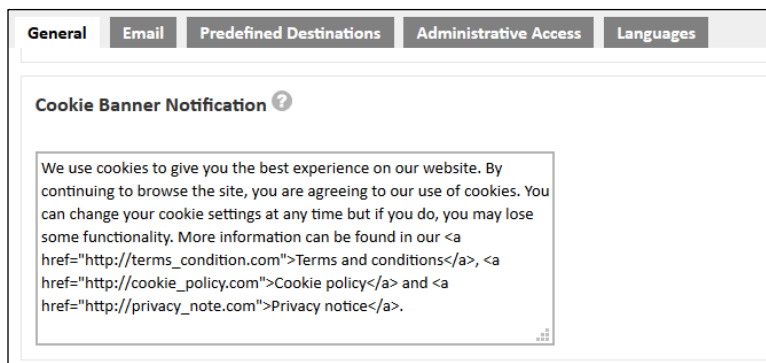 General Email Predefined Destinations Administrative Access Languages
Cookie Banner Notification ?
We use cookies to give you the best experience on our website. By
continuing to browse the site, you are agreeing to our use of cookies. You
can change your cookie settings at any time but if you do, you may lose
some functionality. More information can be found in our <a
href="http://terms_condition.com">Terms and conditions</a>, <a
href="http://cookie_policy.com">Cookie policy</a> and <a
href="http://privacy_note.com">Privacy notice</a>.